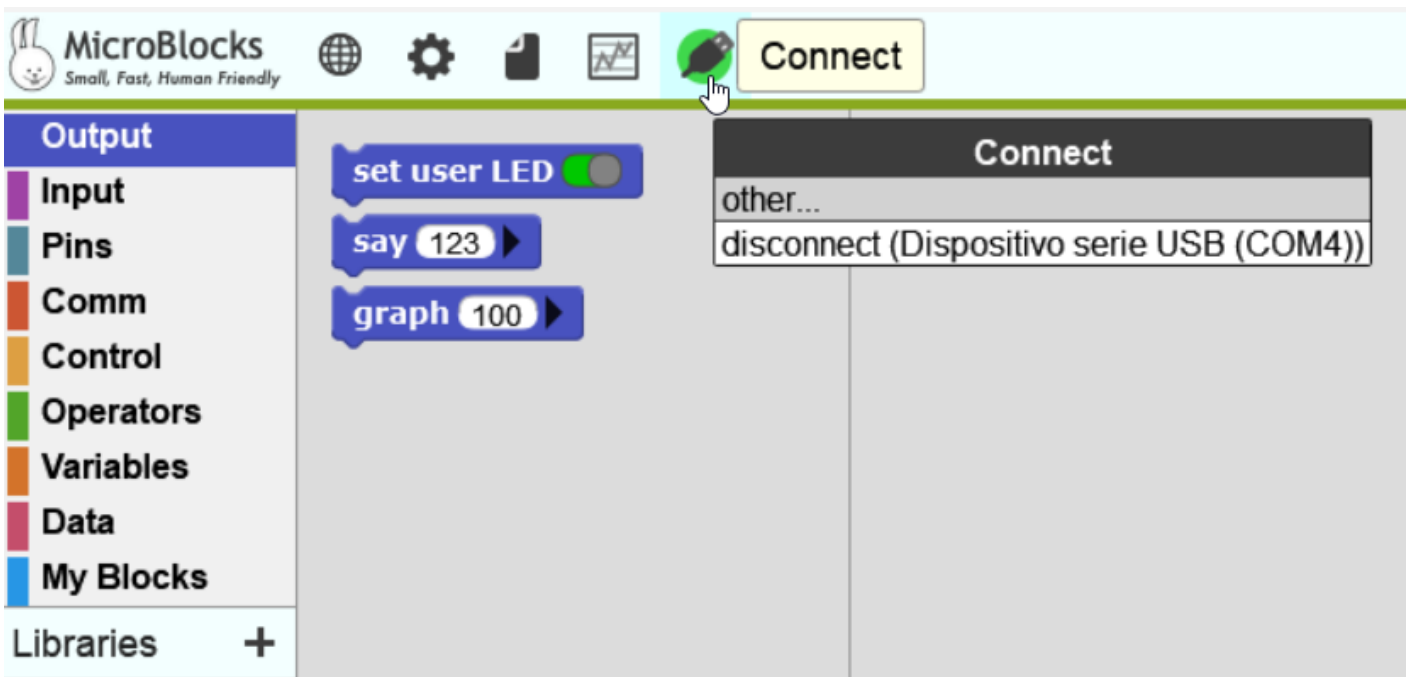 MicroBlocks
Small, Fast, Human Friendly
Connect
Output
Input
Pins
Comm
Control
Operators
Variables
Data
My Blocks
Libraries +
set user LED
say 123
graph 100
Connect
other...
disconnect (Dispositivo serie USB (COM4))